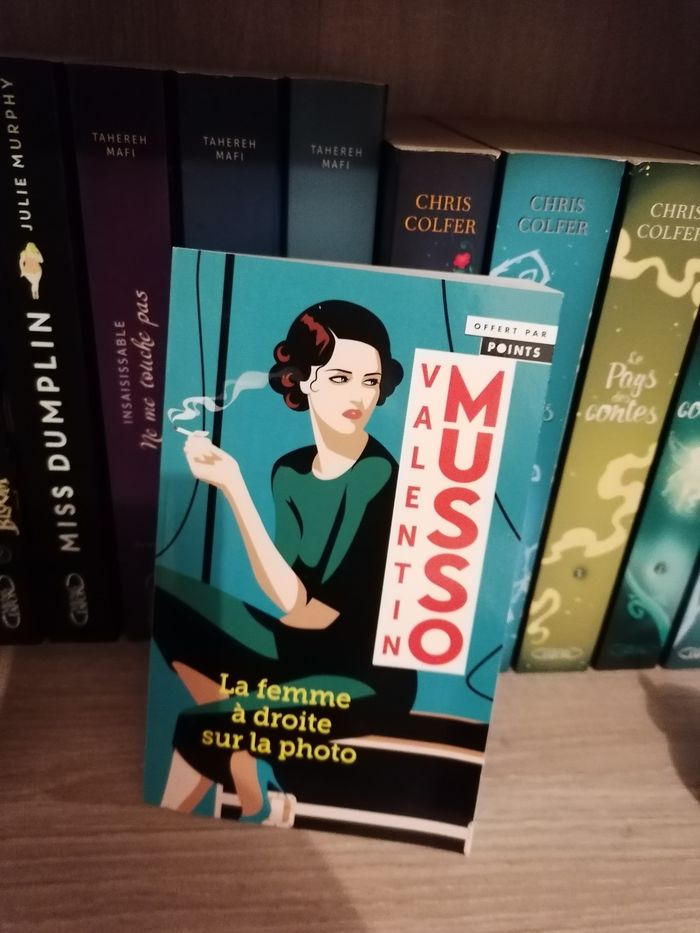 JULIE MURPHY
MISS DUMPLIN
TAHEREH
MAFI
INSAISISSABLE
Ne me touche pas
TAHEREH
MAFI
TAHEREH
MAFI
CHRIS
COLFER
CHRIS
COLFER
CHRIS
COLFER
Le
Pays
des
contes
OFFERT PAR
POINTS
VALENTIN
MUSSO
La femme
à droite
sur la photo